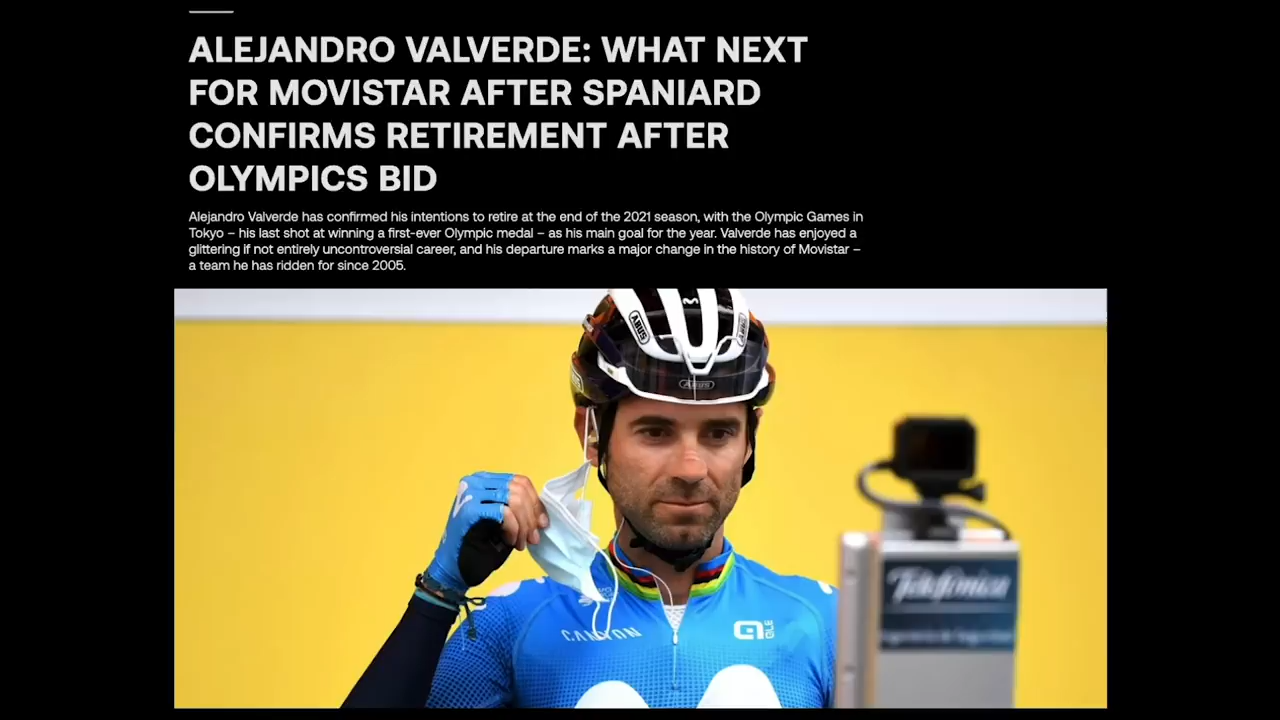 ALEJANDRO VALVERDE: WHAT NEXT
FOR MOVISTAR AFTER SPANIARD
CONFIRMS RETIREMENT AFTER
OLYMPICS BID
Alejandro Valverde has confirmed his intentions to retire at the end of the 2021 season, with the Olympic Games in
Tokyo – his last shot at winning a first-ever Olympic medal – as his main goal for the year. Valverde has enjoyed a
glittering if not entirely uncontroversial career, and his departure marks a major change in the history of Movistar –
a team he has ridden for since 2005.
ABUS
ABUS
ABUS
Telefónica
CANYON
ALÉ